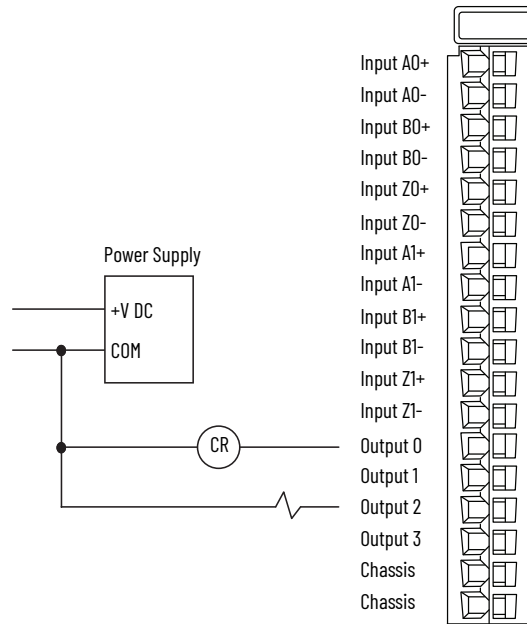 Input A0+
Input A0-
Input B0+
Input B0-
Input Z0+
Input Z0-
Input A1+
Input A1-
Input B1+
Input B1-
Input Z1+
Input Z1-
Output 0
Output 1
Output 2
Output 3
Chassis
Chassis
Power Supply
+V DC
COM
CR